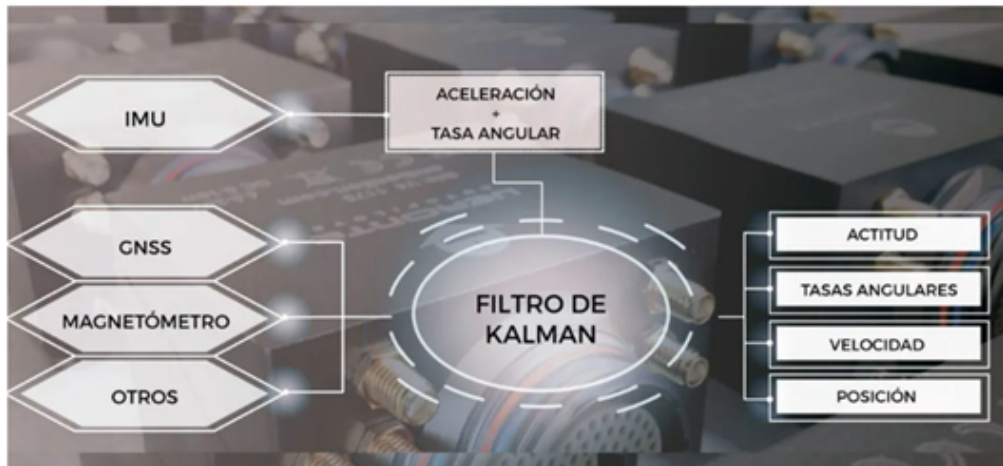 IMU
ACELERACIÓN
+
TASA ANGULAR
GNSS
MAGNETÓMETRO
OTROS
FILTRO DE
KALMAN
ACTITUD
TASAS ANGULARES
VELOCIDAD
POSICIÓN